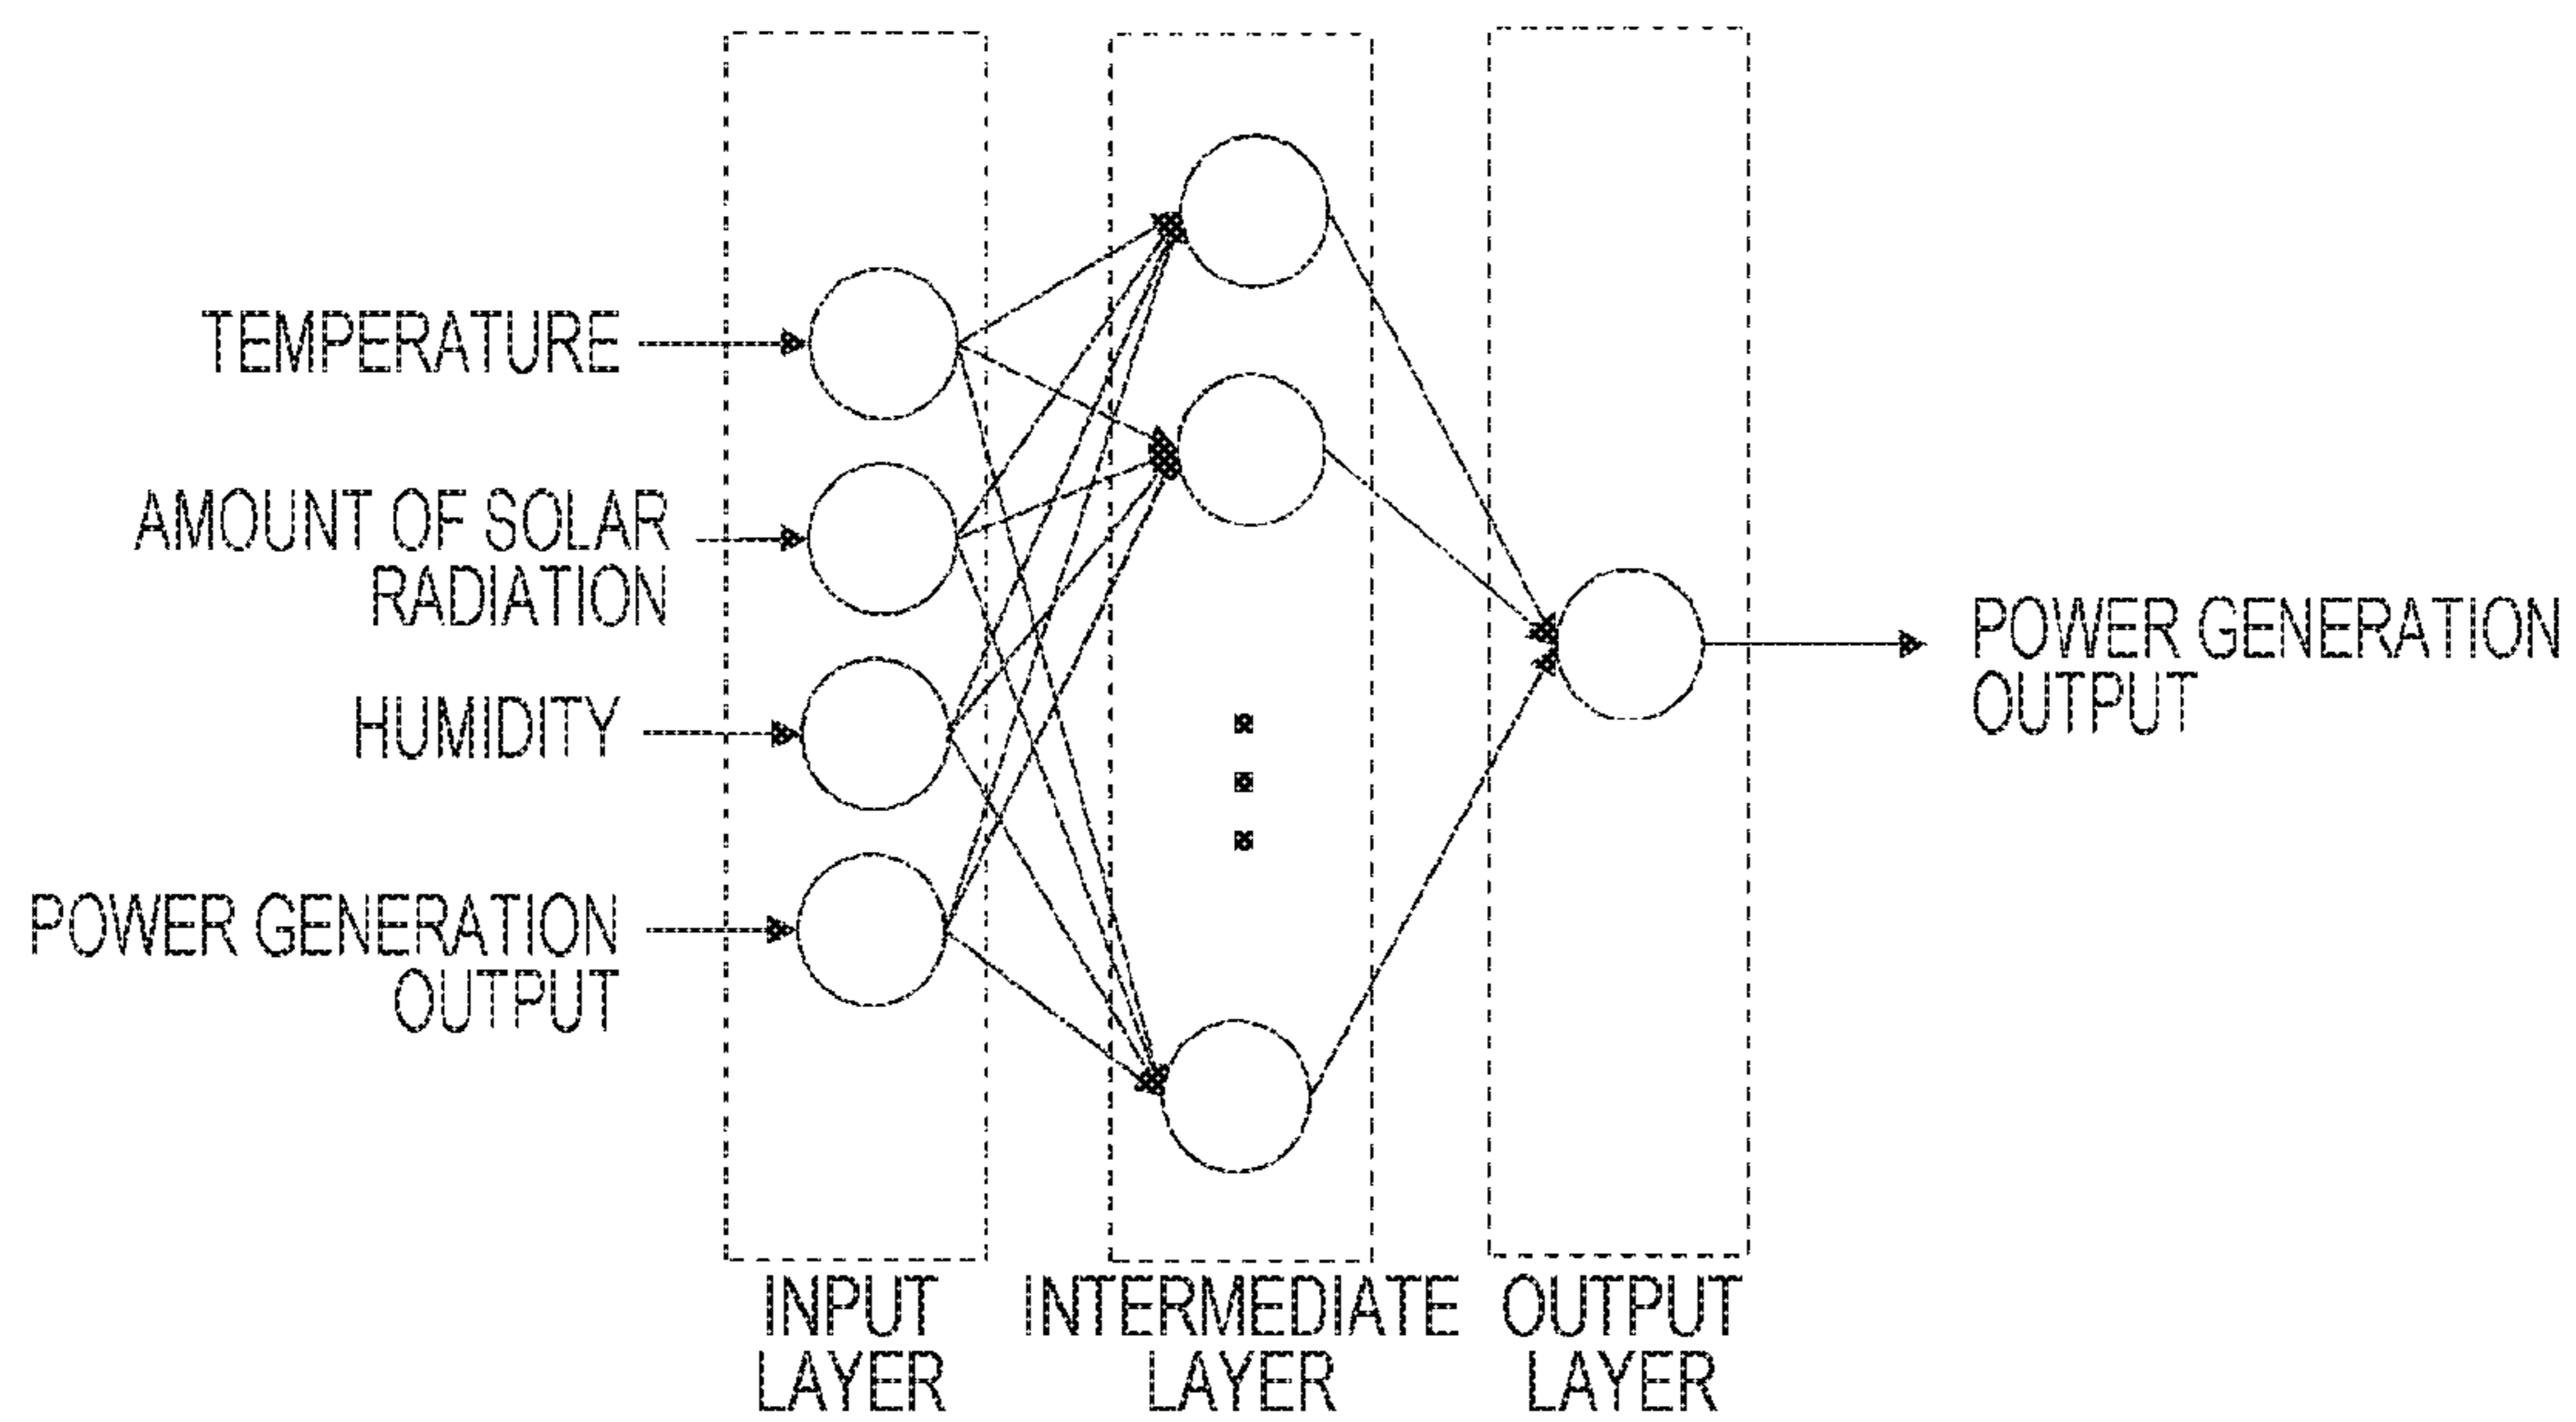 TEMPERATURE
AMOUNT OF SOLAR
RADIATION
HUMIDITY
POWER GENERATION
OUTPUT
POWER GENERATION
OUTPUT
INPUT
LAYER
INTERMEDIATE
LAYER
OUTPUT
LAYER